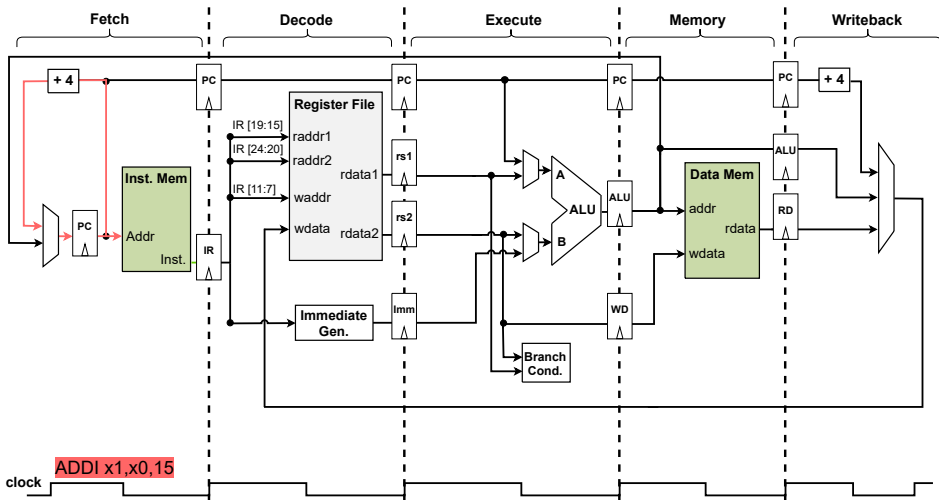 Fetch
Decode
Execute
Memory
Writeback
+ 4
PC
PC
PC
PC
+ 4
Register File
IR [19:15]
raddr1
IR [24:20]
raddr2
rdata1
IR [11:7]
waddr
wdata
rdata2
rs1
rs2
A
ALU
B
ALU
ALU
Inst. Mem
Addr
Inst.
PC
IR
Data Mem
addr
rdata
wdata
RD
Immediate
Gen.
Imm
WD
Branch
Cond.
ADDI x1,x0,15
clock